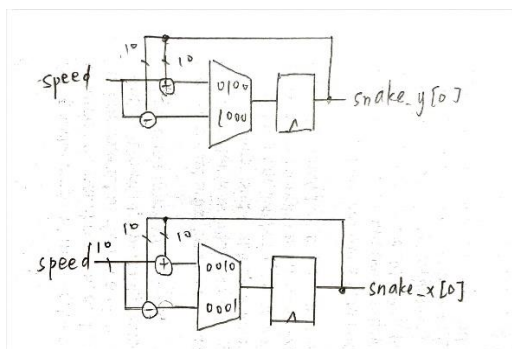 10 10
speed + 0100
- 1000 snake_y[0]
10 10
10
speed + 0010
- 0001 snake_x[0]